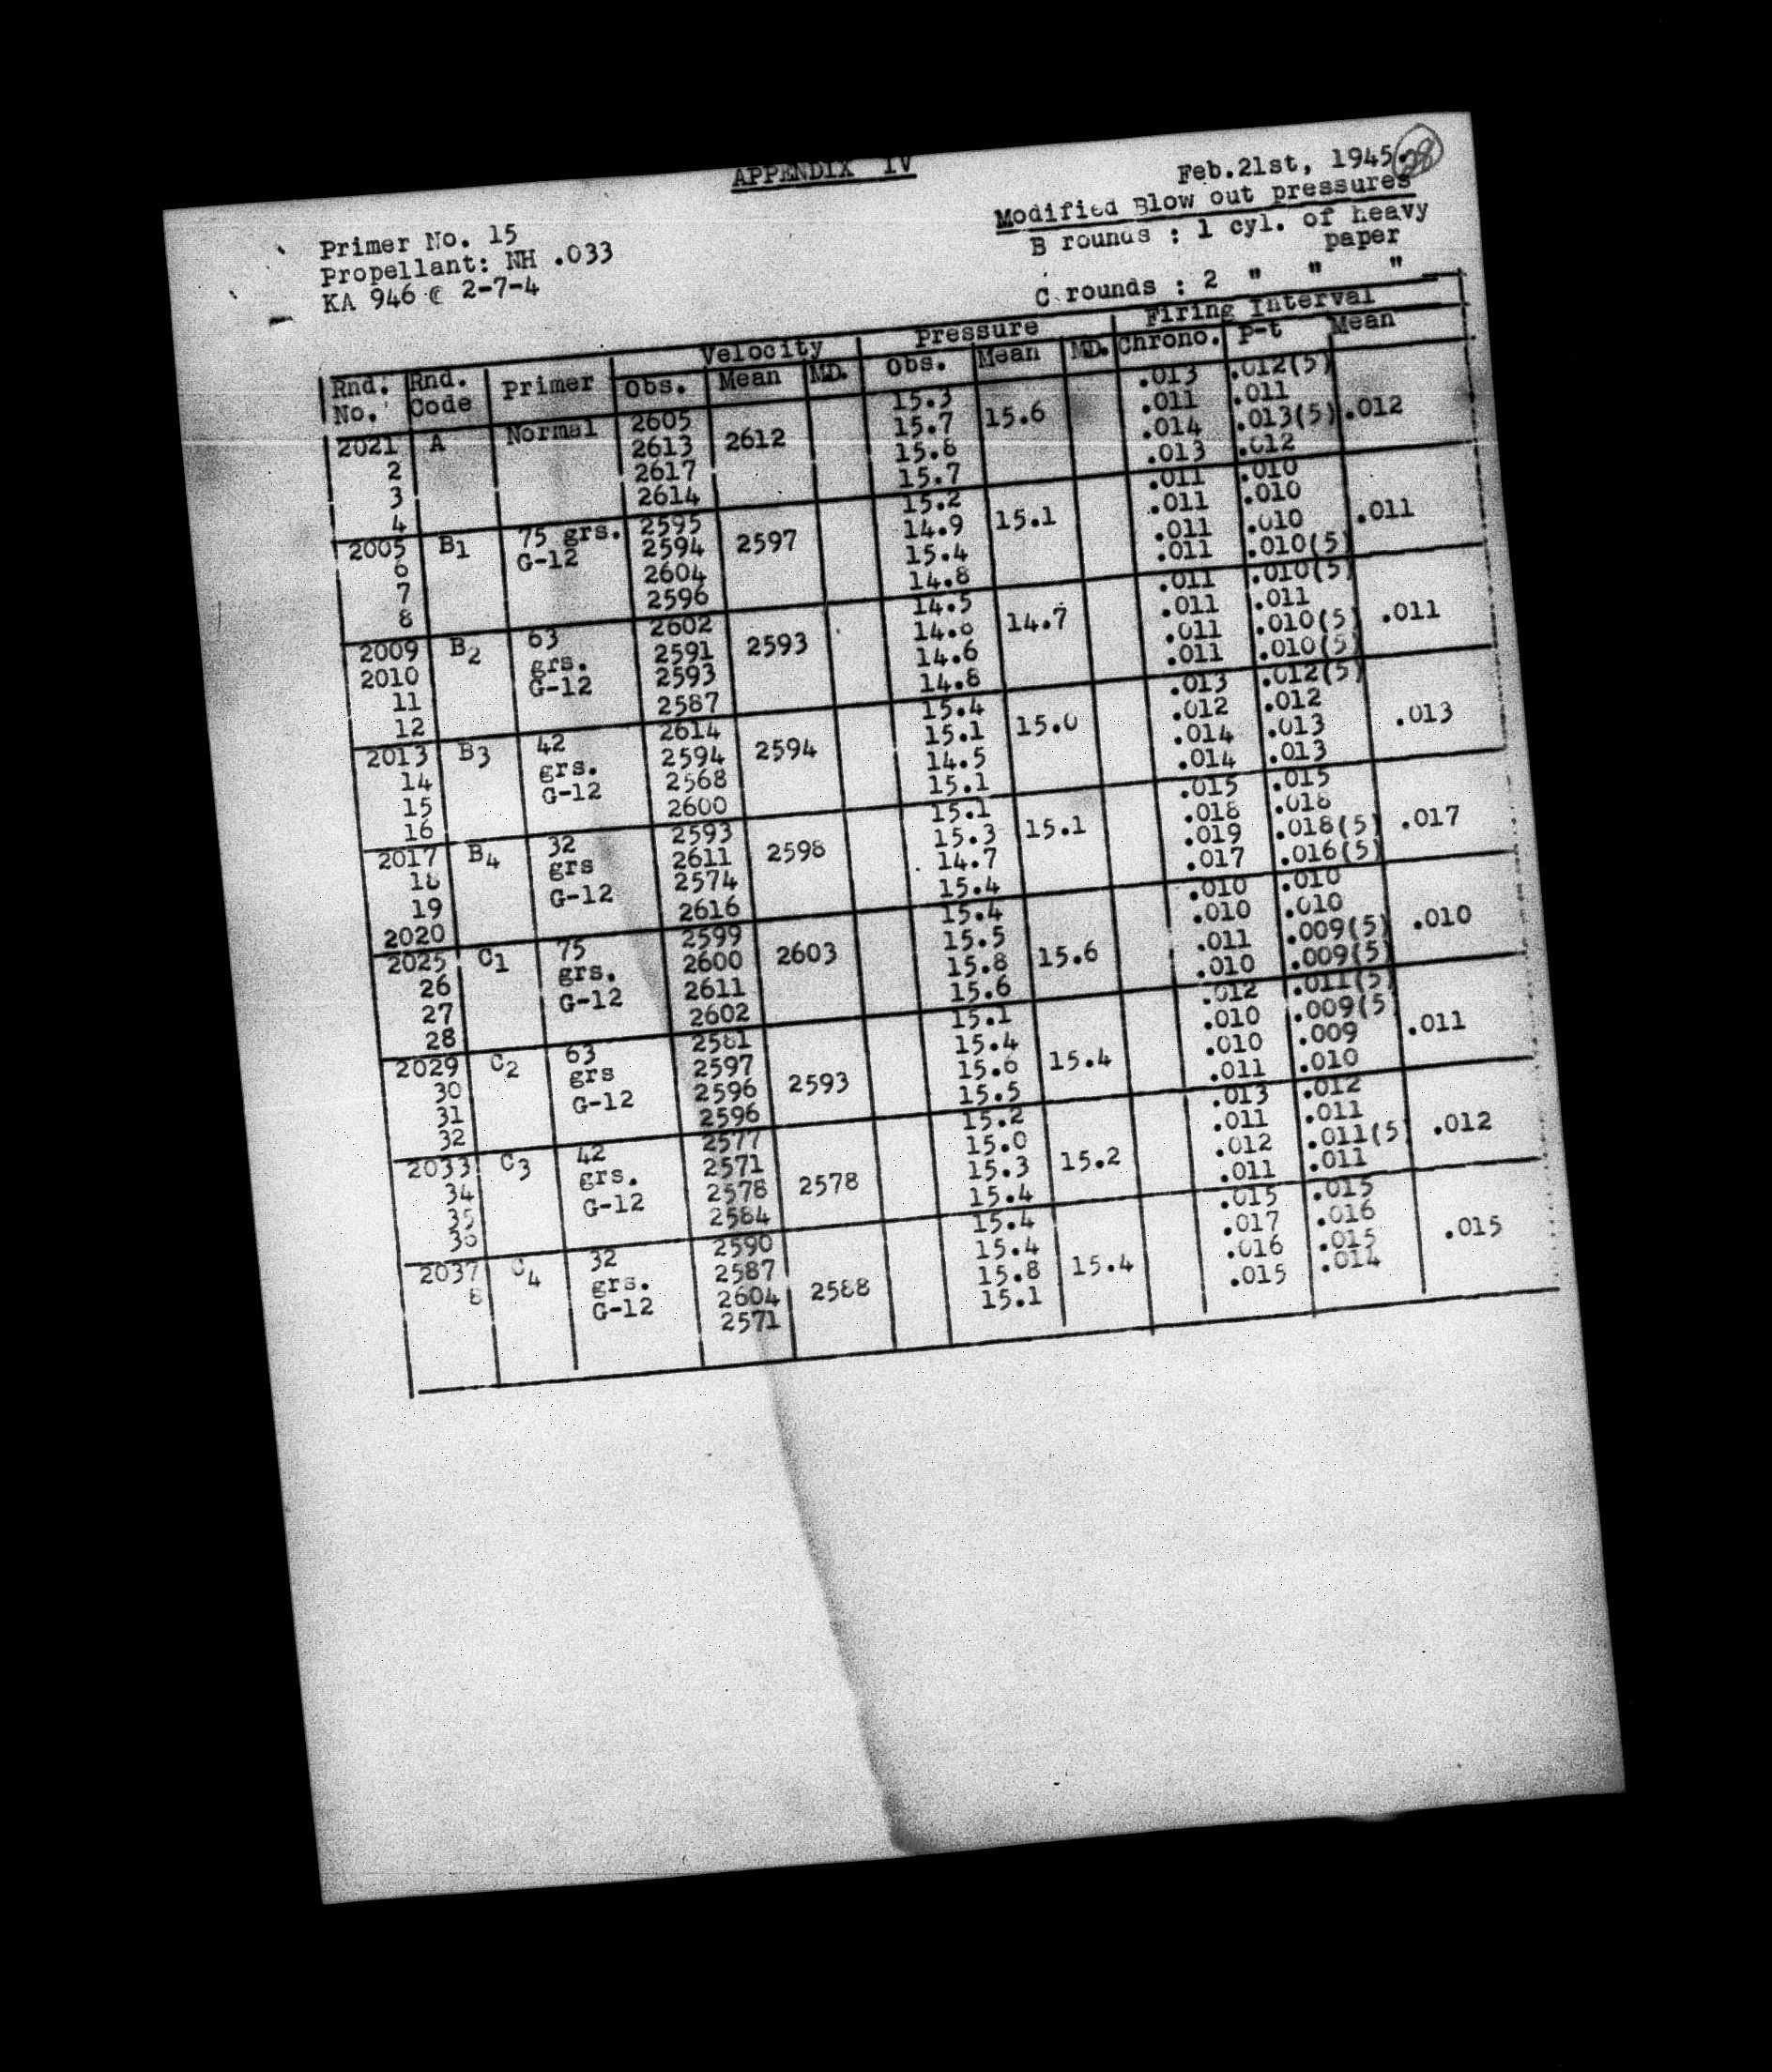 APPENDIX IV
Feb.21st, 1945. 28
Modified Blow out pressures
B rounds : 1 cyl. of heavy
paper
C rounds : 2 " " "
Primer No. 15
Propellant: NH .033
KA 946 @ 2-7-4
Velocity Pressure Firing Interval
Rnd. No. Rnd. Code Primer Obs. Mean M.D. Obs. Mean M.D. Chrono. P-t Mean
2021 A Normal 2605 2612 15.3 15.6 .013 .012(5) .012
2 2613 15.7 .011 .011
3 2617 15.8 .014 .013(5)
4 2614 15.7 .013 .012
2005 B1 75 grs. 2595 2597 15.2 15.1 .011 .010 .011
6 G-12 2594 14.9 .011 .010
7 2604 15.4 .011 .010
8 2596 14.8 .011 .010(5)
2009 B2 63 2602 2593 14.5 14.7 .011 .010(5) .011
2010 grs. 2591 14.8 .011 .011
11 G-12 2593 14.6 .011 .010(5)
12 2587 14.8 .011 .010(5)
2013 B3 42 2614 2594 15.4 15.0 .013 .012(5) .013
14 grs. 2594 15.1 .012 .012
15 G-12 2568 14.5 .014 .013
16 2600 15.1 .014 .013
2017 B4 32 2593 2598 15.1 15.1 .015 .015 .017
18 grs 2611 15.3 .018 .018
19 G-12 2574 14.7 .019 .018(5)
2020 2616 15.4 .017 .016(5)
2025 C1 75 2599 2603 15.4 15.6 .010 .010 .010
26 grs. 2600 15.5 .010 .010
27 G-12 2611 15.8 .011 .009(5)
28 2602 15.6 .010 .009(5)
2029 C2 63 2581 2593 15.1 15.4 .012 .011(5) .011
30 grs 2597 15.4 .010 .009(5)
31 G-12 2596 15.6 .010 .009
32 2596 15.5 .011 .010
2033 C3 42 2577 2578 15.2 15.2 .013 .012 .012
34 grs. 2571 15.0 .011 .011
35 G-12 2578 15.3 .012 .011(5)
36 2584 15.4 .011 .011
2037 C4 32 2590 2588 15.4 15.4 .015 .015 .015
8 grs. 2587 15.4 .017 .016
G-12 2604 15.8 .016 .015
2571 15.1 .015 .014